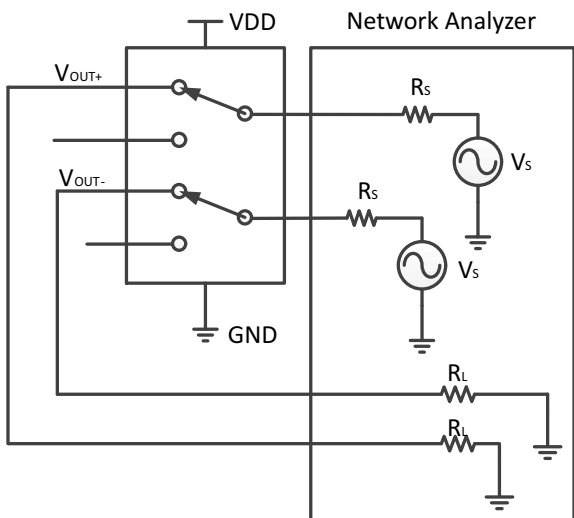 Network Analyzer
VDD
VOUT+
RS
VS
VOUT-
RS
VS
GND
RL
RL